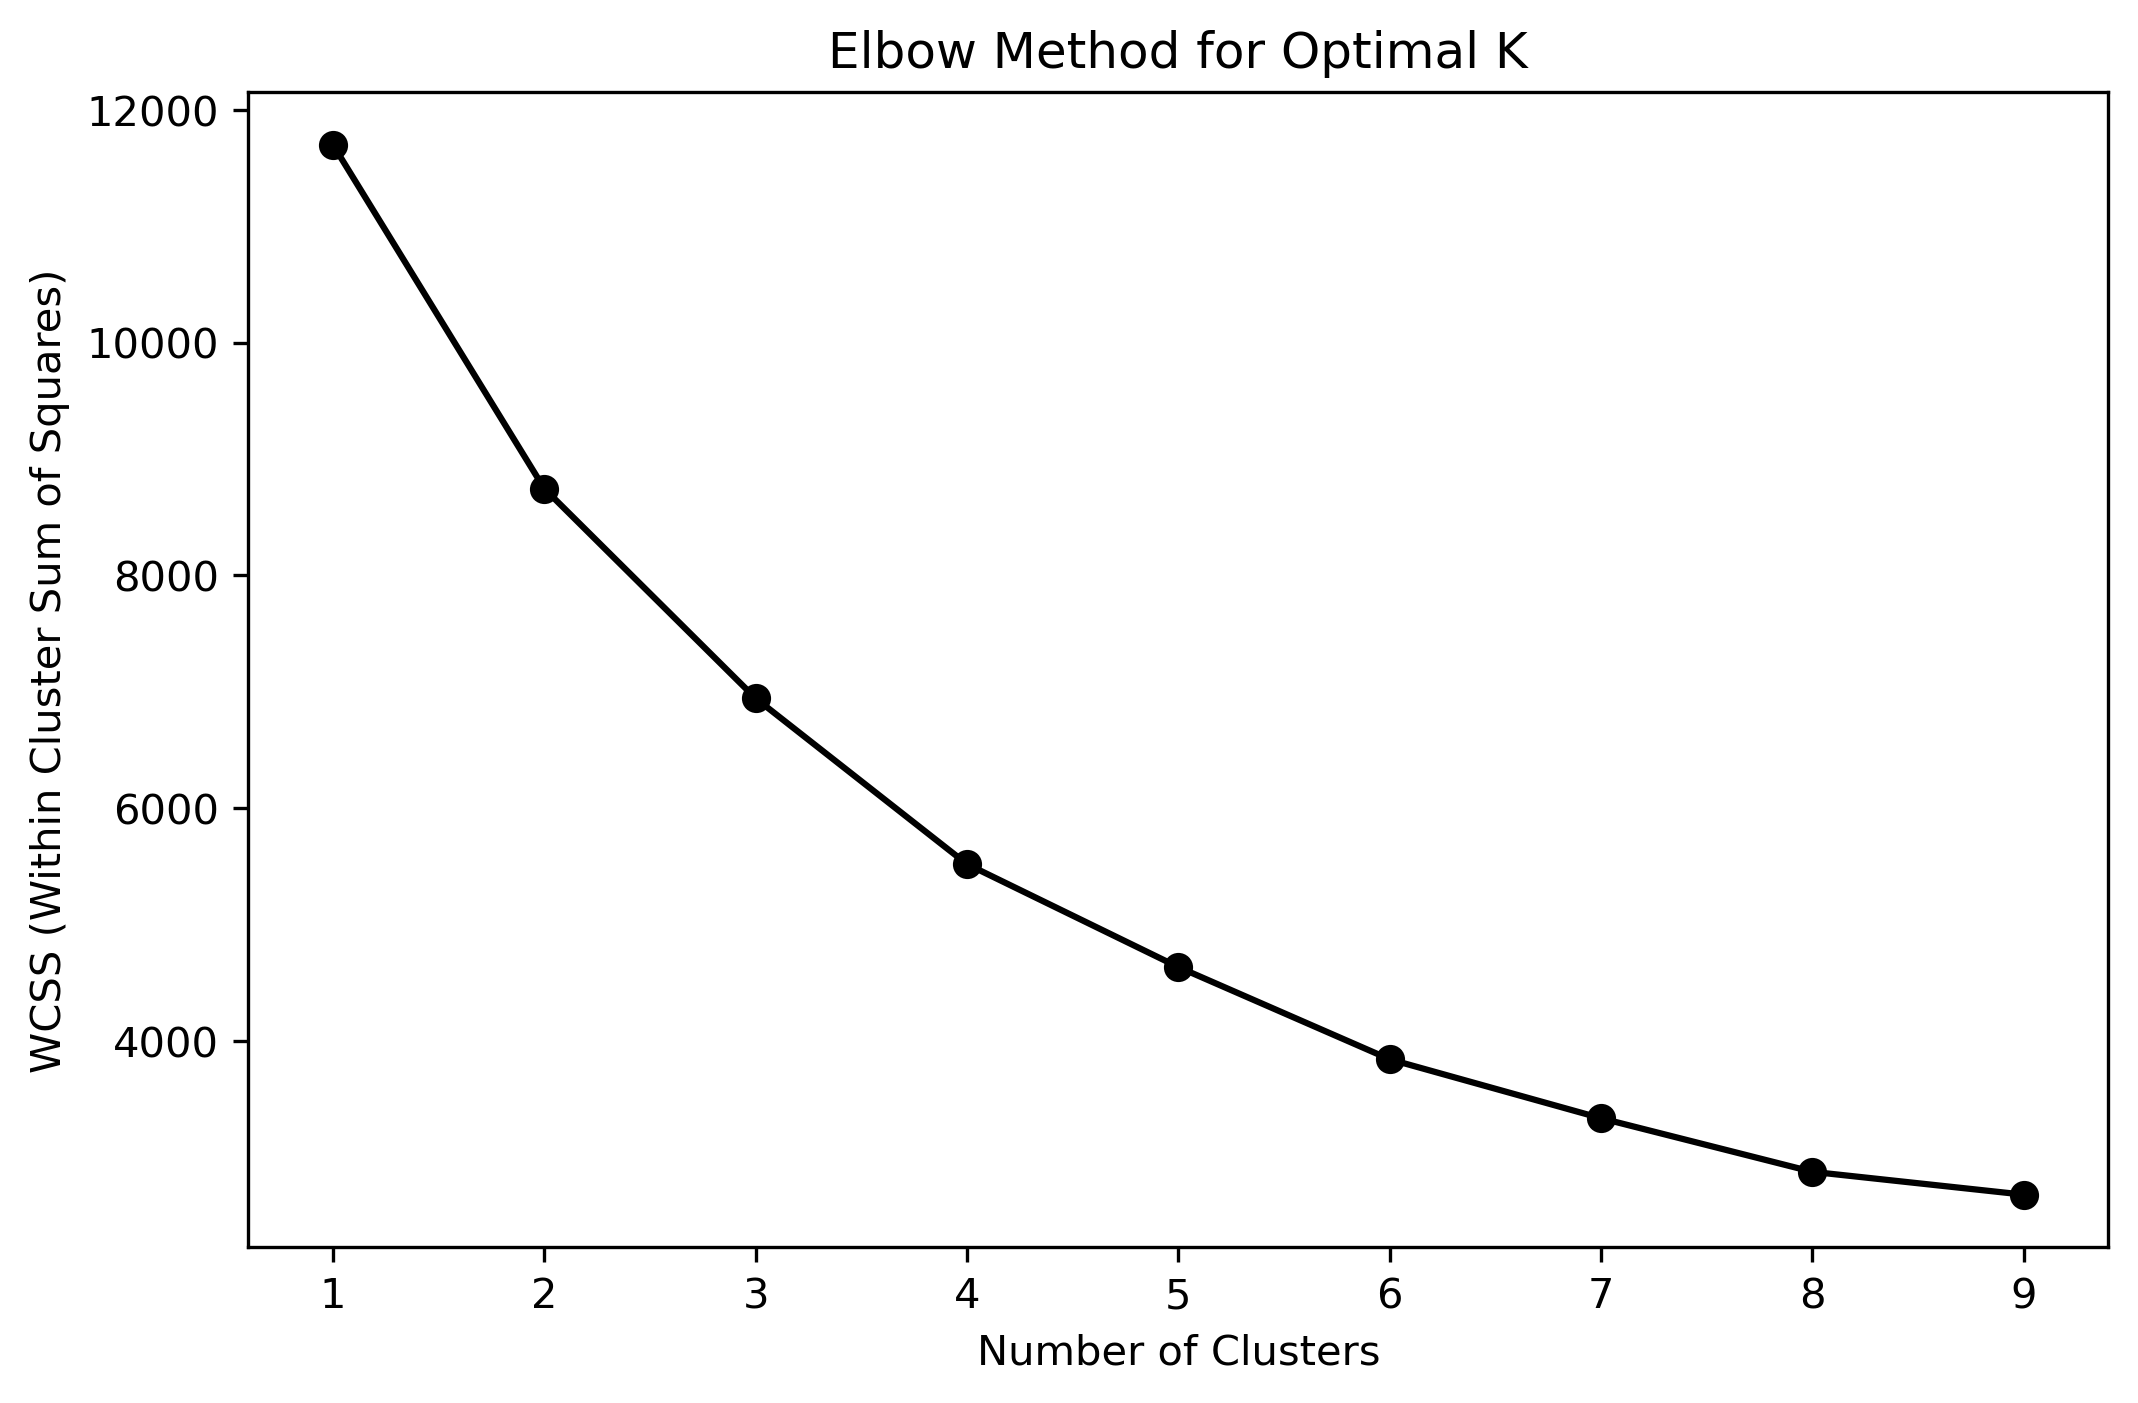 Elbow Method for Optimal K
12000
10000
8000
6000
4000
WCSS (Within Cluster Sum of Squares)
1 2 3 4 5 6 7 8 9
Number of Clusters